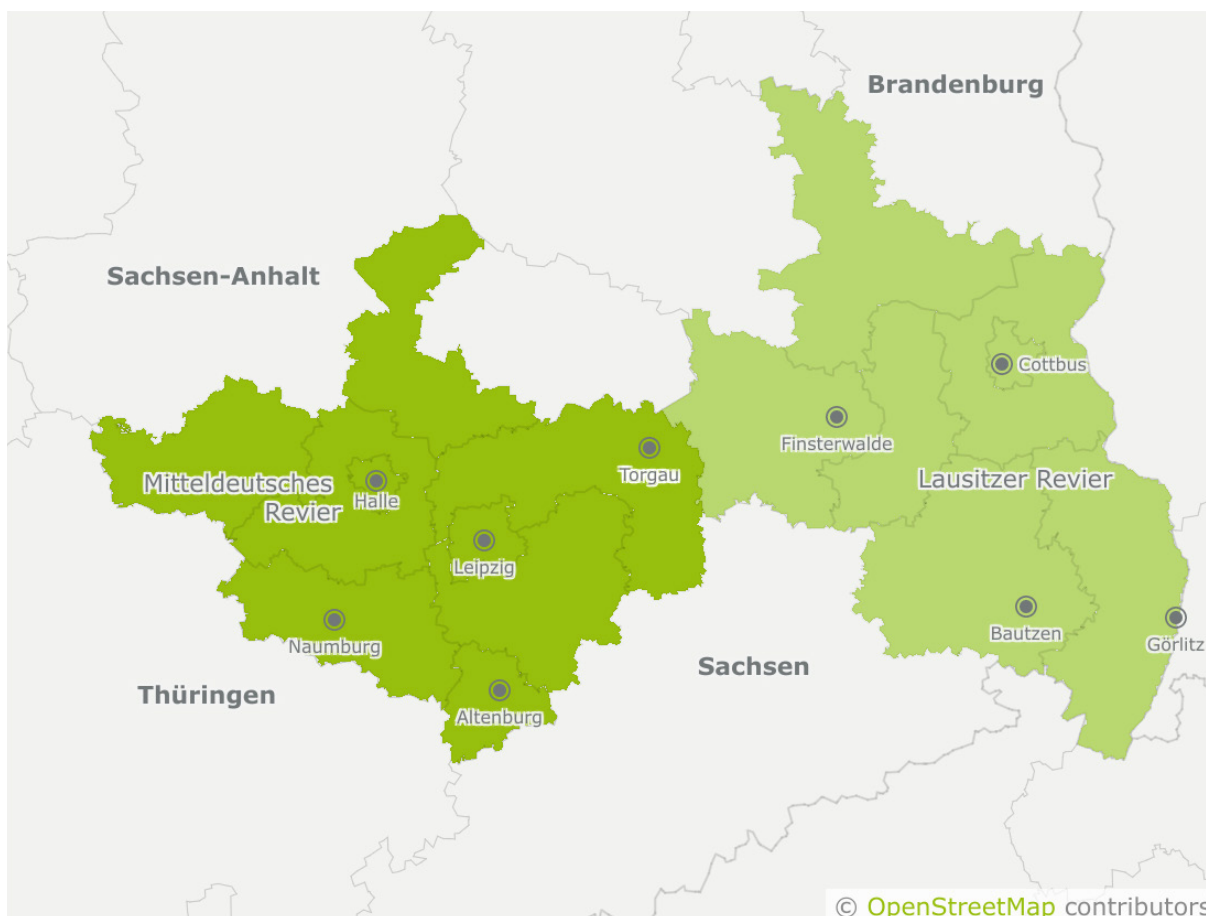 Brandenburg
Sachsen-Anhalt
Cottbus
Finsterwalde
Torgau
Mitteldeutsches
Revier
Halle
Lausitzer Revier
Leipzig
Naumburg
Bautzen
Görlitz
Sachsen
Thüringen
Altenburg
© OpenStreetMap contributors